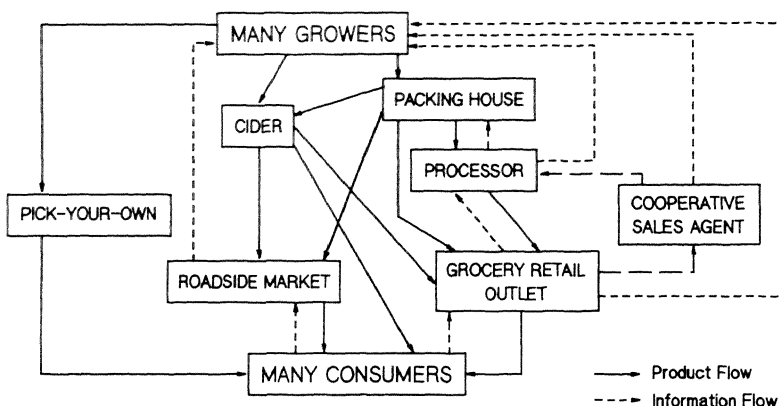 MANY GROWERS
PACKING HOUSE
CIDER
PROCESSOR
PICK-YOUR-OWN
COOPERATIVE
SALES AGENT
ROADSIDE MARKET
GROCERY RETAIL
OUTLET
MANY CONSUMERS
Product Flow
Information Flow